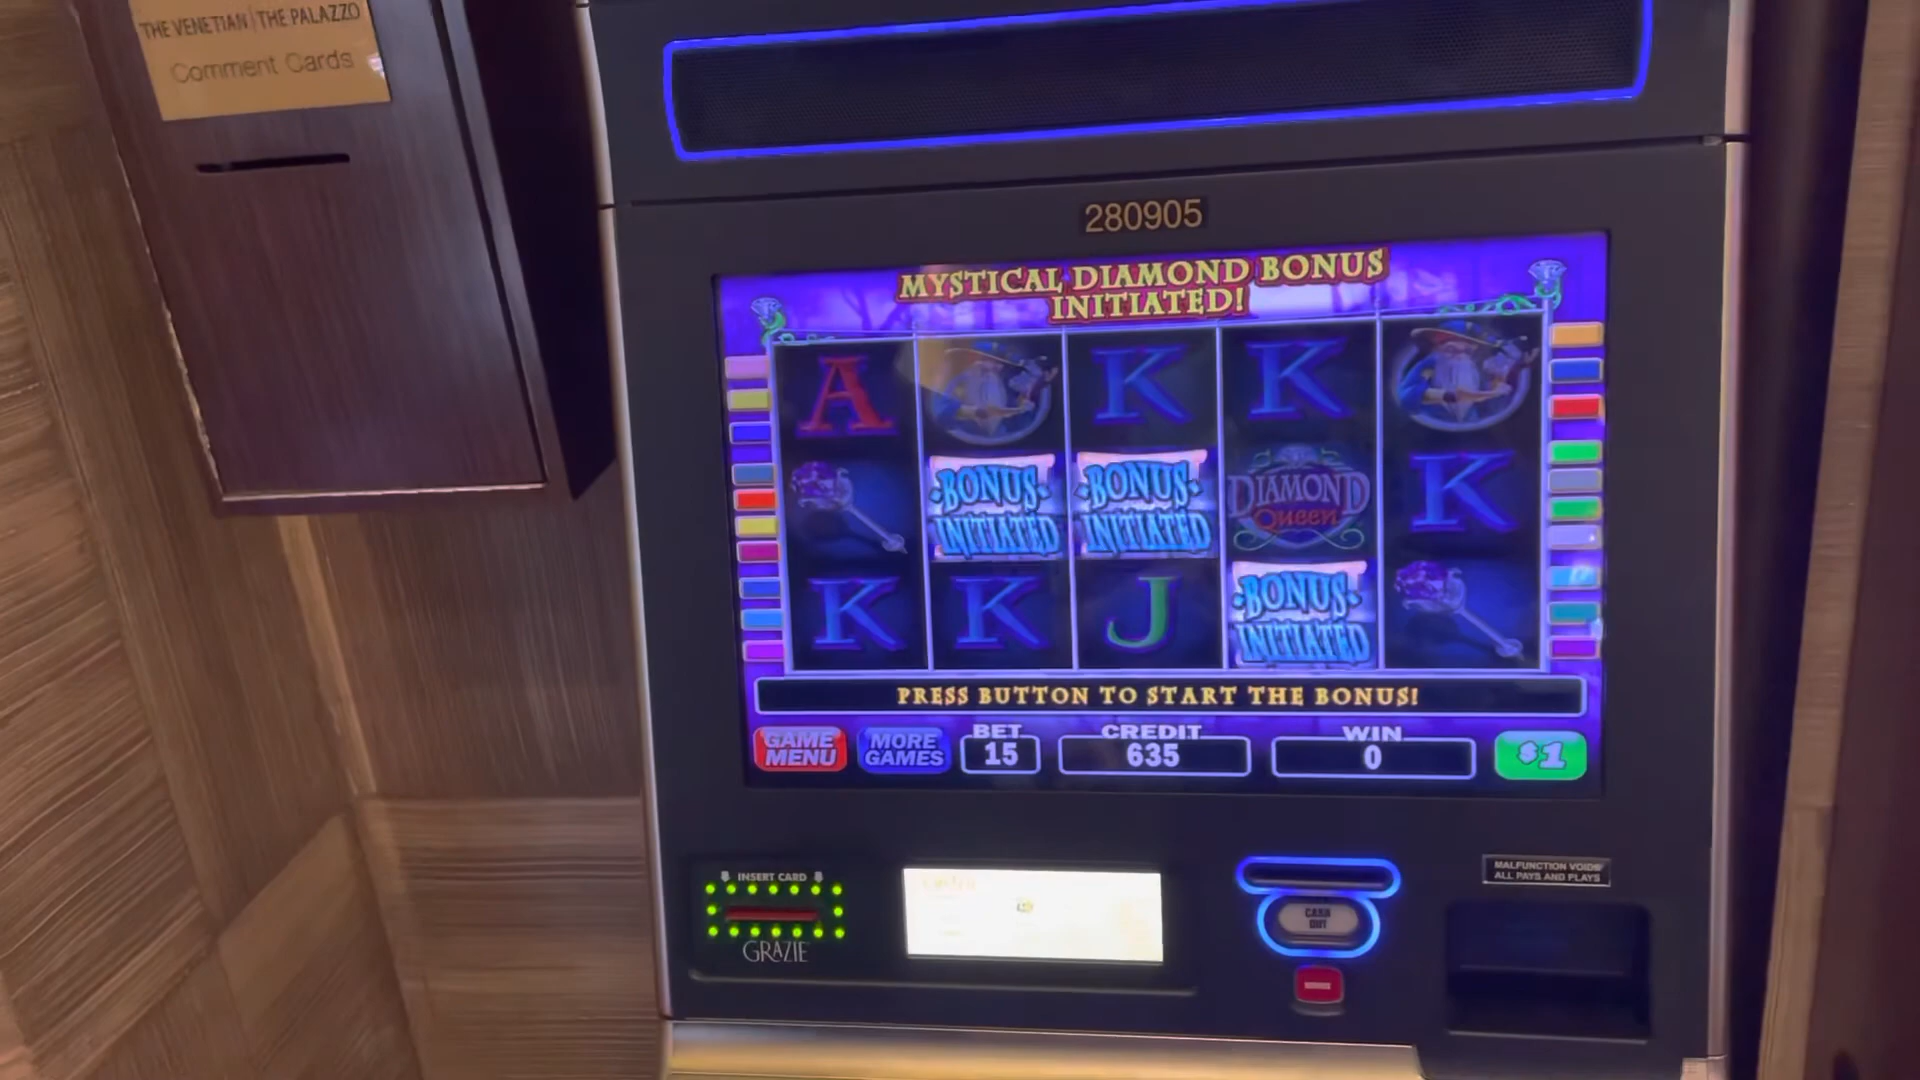 THE VENETIAN | THE PALAZZO
Comment Cards
280905
MYSTICAL DIAMOND BONUS
INITIATED!
A
K
K
BONUS
INITIATED
BONUS
INITIATED
DIAMOND
Queen
K
K
K
J
BONUS
INITIATED
PRESS BUTTON TO START THE BONUS!
GAME
MENU
MORE
GAMES
BET
15
CREDIT
635
WIN
0
$1
INSERT CARD
GRAZIE
CASH
OUT
MALFUNCTION VOIDS
ALL PAYS AND PLAYS